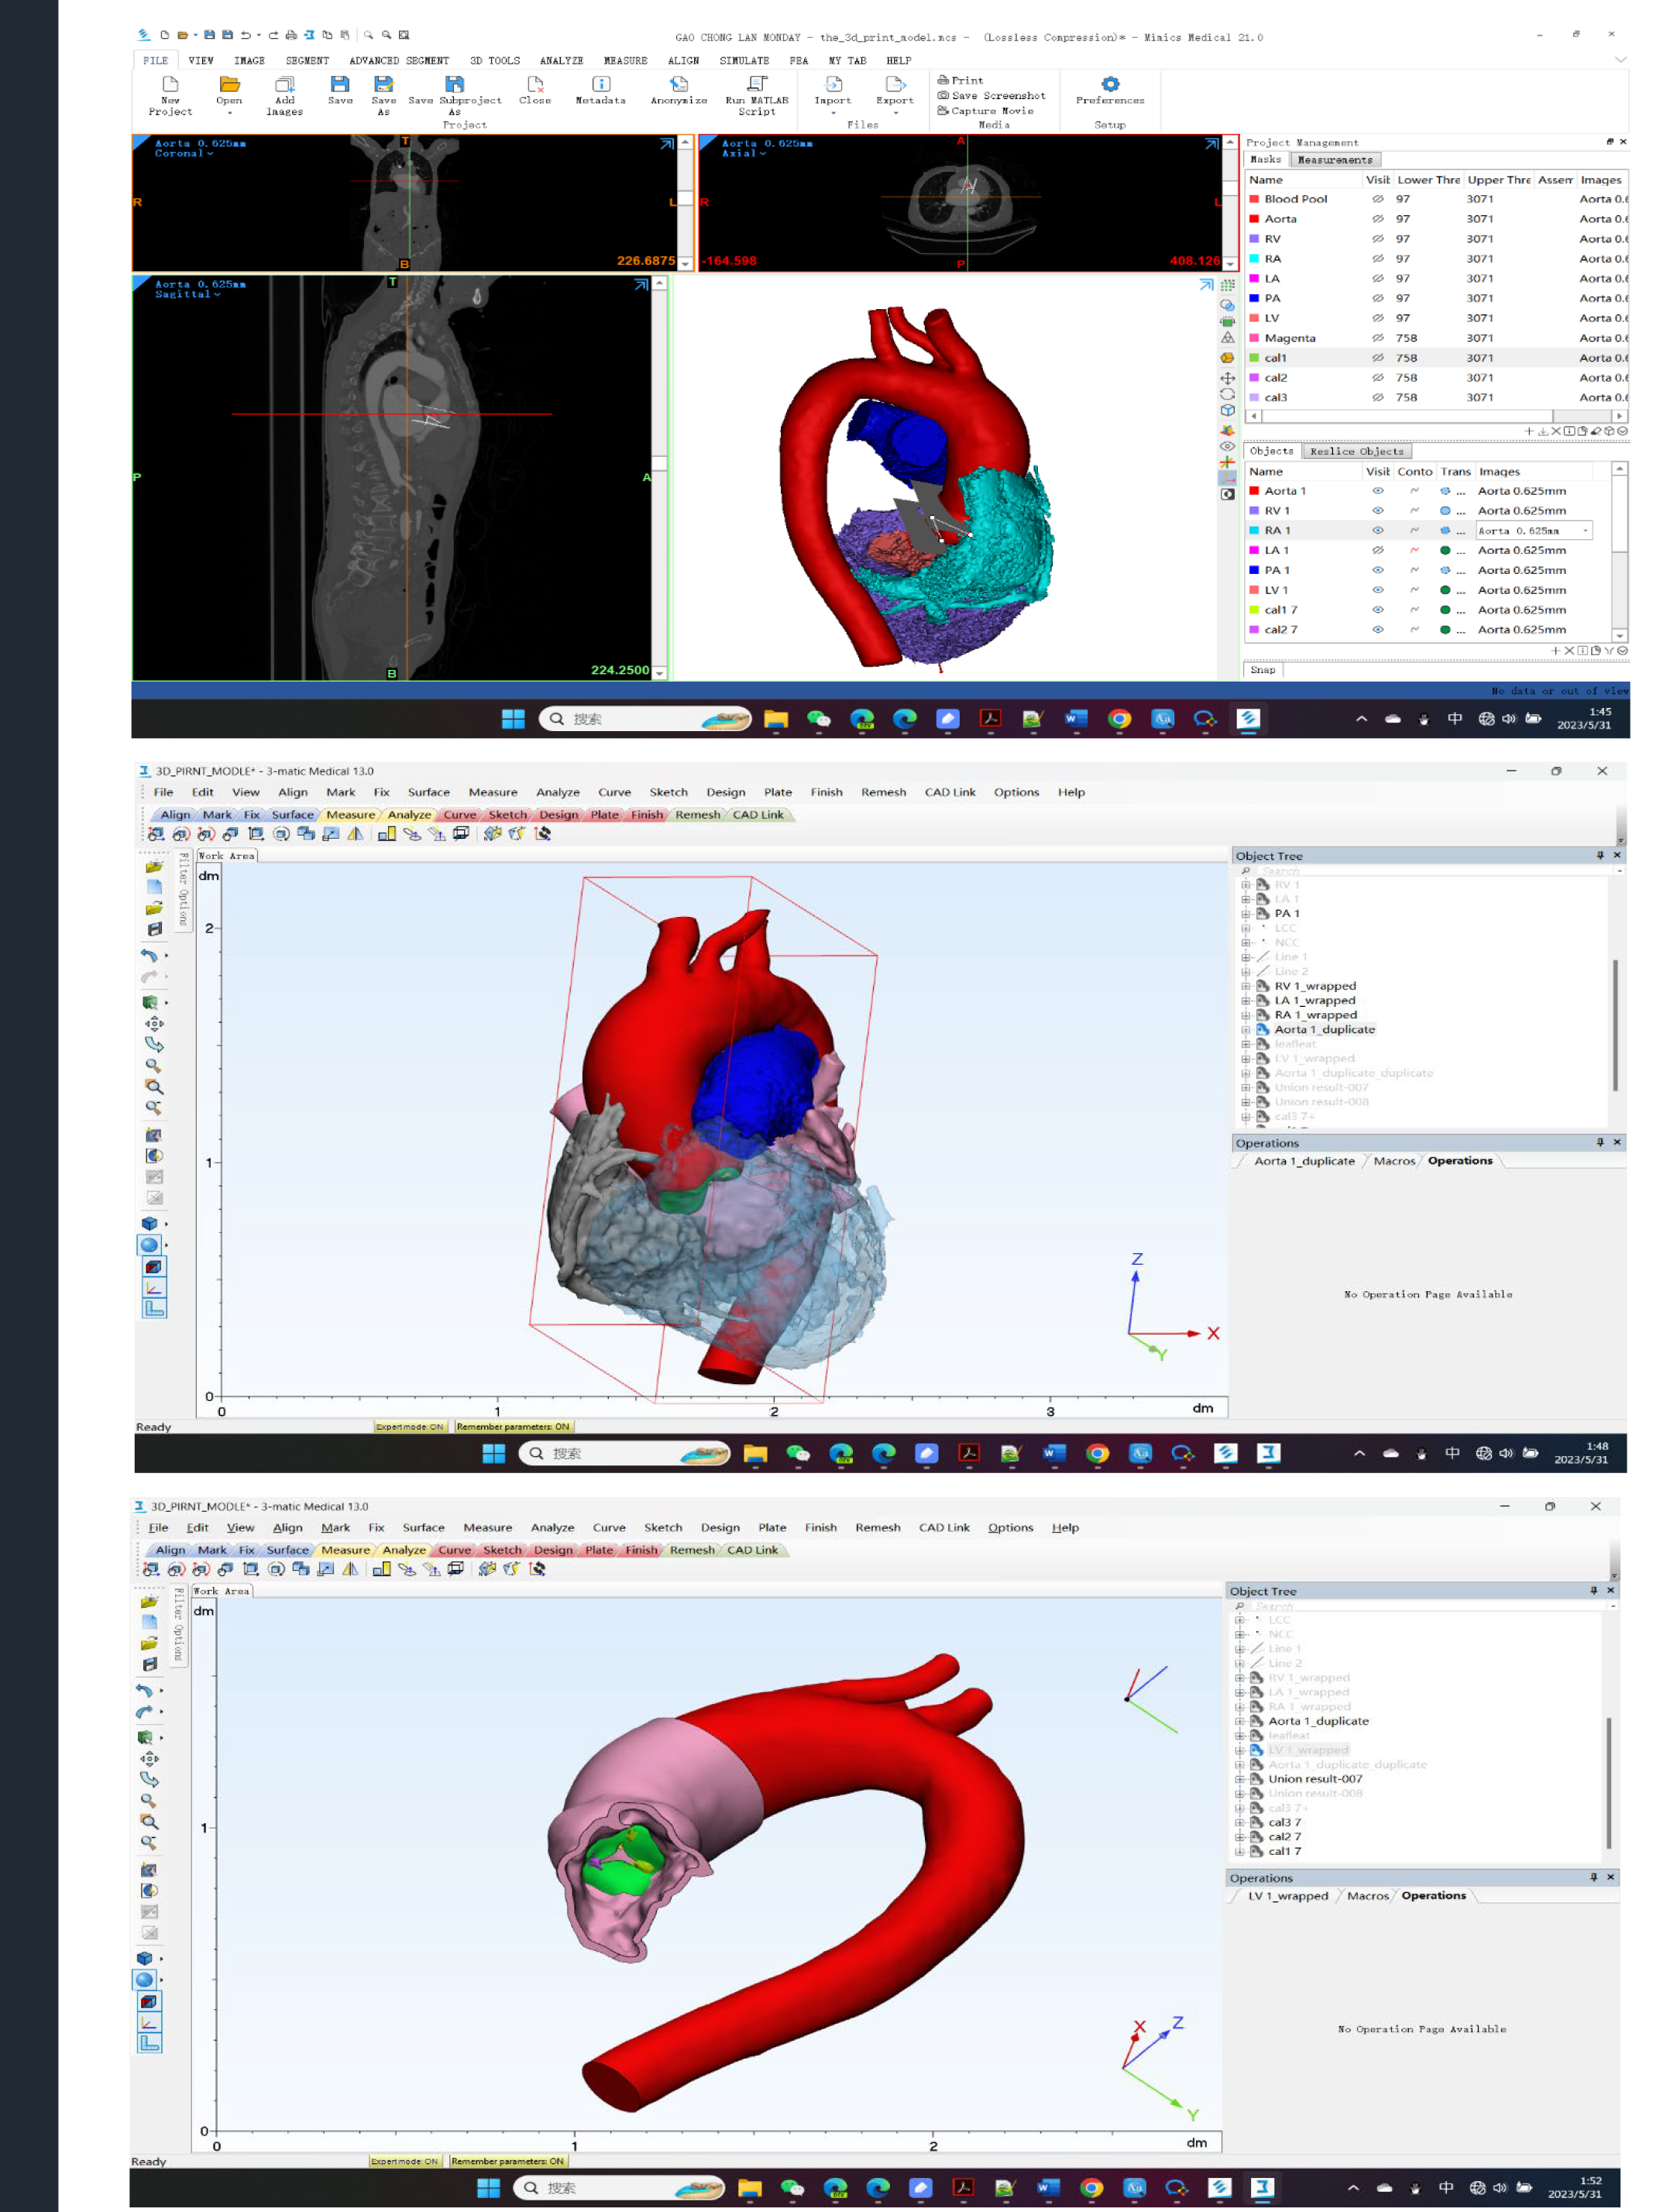 GAO CHONG LAN MONDAY - the_3d_print_model.mcs - (Lossless Compression)* - Mimics Medical 21.0
FILE VIEW IMAGE SEGMENT ADVANCED SEGMENT 3D TOOLS ANALYZE MEASURE ALIGN SIMULATE FEA MY TAB HELP
New Project Open Add Images Save Save As Save Subproject As Close Metadata Anonymize Run MATLAB Script Import Export Preferences
Print
Save Screenshot
Capture Movie
Project Files Media Setup
Aorta 0.625mm
Coronal
T
R
L
B
226.6875
Aorta 0.625mm
Axial
A
R
L
P
-164.598
408.126
Aorta 0.625mm
Sagittal
T
P
A
B
224.2500
Project Management
Masks Measurements
Name Visit Lower Thre Upper Thre Assem Images
Blood Pool 97 3071 Aorta 0.6
Aorta 97 3071 Aorta 0.6
RV 97 3071 Aorta 0.6
RA 97 3071 Aorta 0.6
LA 97 3071 Aorta 0.6
PA 97 3071 Aorta 0.6
LV 97 3071 Aorta 0.6
Magenta 758 3071 Aorta 0.6
cal1 758 3071 Aorta 0.6
cal2 758 3071 Aorta 0.6
cal3 758 3071 Aorta 0.6
Objects Reslice Objects
Name Visit Conto Trans Images
Aorta 1 ... Aorta 0.625mm
RV 1 ... Aorta 0.625mm
RA 1 ... Aorta 0.625mm
LA 1 ... Aorta 0.625mm
PA 1 ... Aorta 0.625mm
LV 1 ... Aorta 0.625mm
cal1 7 ... Aorta 0.625mm
cal2 7 ... Aorta 0.625mm
Snap
No data or out of view
搜索
中
1:45
2023/5/31
3D_PIRNT_MODLE* - 3-matic Medical 13.0
File Edit View Align Mark Fix Surface Measure Analyze Curve Sketch Design Plate Finish Remesh CAD Link Options Help
Align Mark Fix Surface Measure Analyze Curve Sketch Design Plate Finish Remesh CAD Link
Filter Options
Work Area
dm
2
1
0
0 1 2 3 dm
Z
X
Y
Object Tree
Search
RV 1
LA 1
PA 1
LCC
NCC
Line 1
Line 2
RV 1_wrapped
LA 1_wrapped
RA 1_wrapped
Aorta 1_duplicate
leafleat
LV 1_wrapped
Aorta 1_duplicate_duplicate
Union result-007
Union result-008
cal3 7+
Operations
Aorta 1_duplicate Macros Operations
No Operation Page Available
Ready Expert mode: ON Remember parameters: ON
搜索
中
1:48
2023/5/31
3D_PIRNT_MODLE* - 3-matic Medical 13.0
File Edit View Align Mark Fix Surface Measure Analyze Curve Sketch Design Plate Finish Remesh CAD Link Options Help
Align Mark Fix Surface Measure Analyze Curve Sketch Design Plate Finish Remesh CAD Link
Filter Options
Work Area
dm
1
0
0 1 2 dm
X
Z
Y
Object Tree
Search
LCC
NCC
Line 1
Line 2
RV 1_wrapped
LA 1_wrapped
RA 1_wrapped
Aorta 1_duplicate
leafleat
LV 1_wrapped
Aorta 1_duplicate_duplicate
Union result-007
Union result-008
cal3 7+
cal3 7
cal2 7
cal1 7
Operations
LV 1_wrapped Macros Operations
No Operation Page Available
Ready Expert mode: ON Remember parameters: ON
搜索
中
1:52
2023/5/31